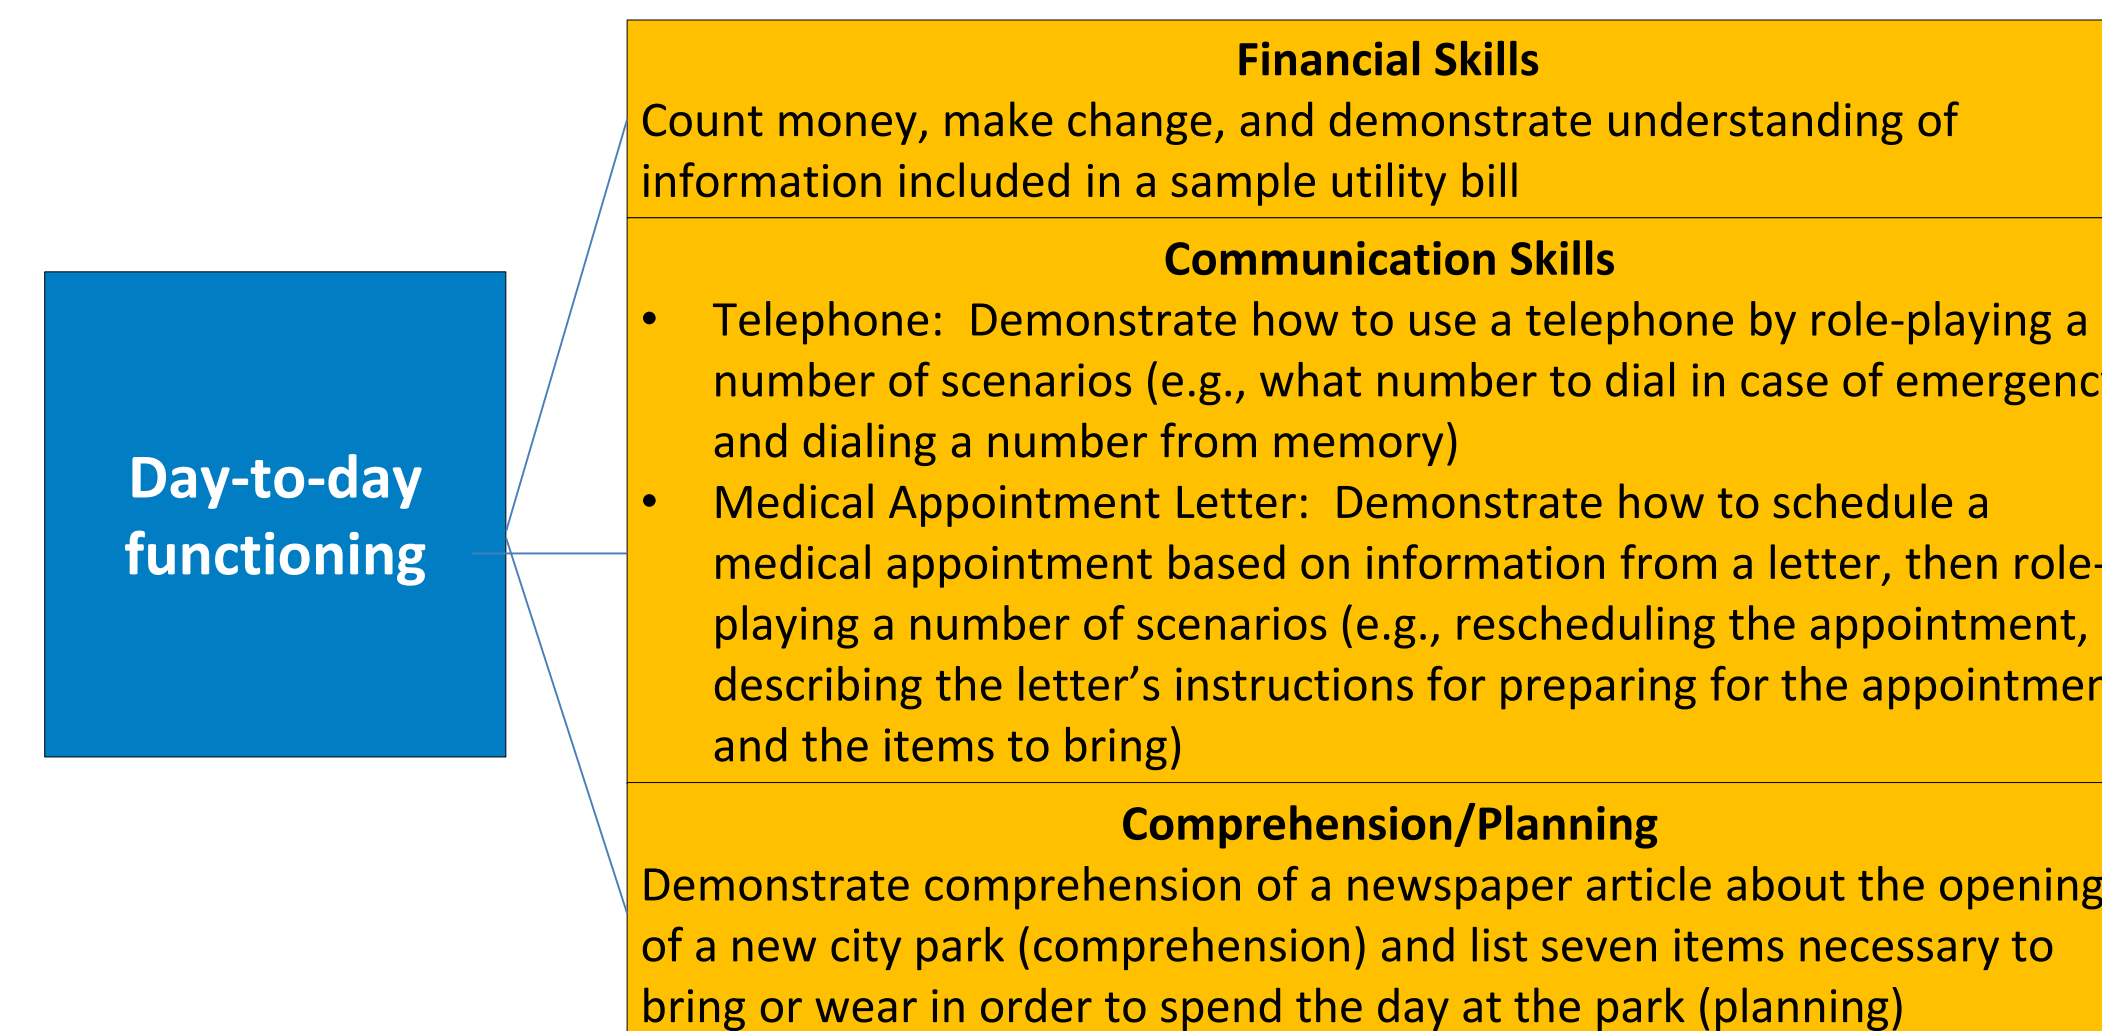 Day-to-day
functioning
Financial Skills
Count money, make change, and demonstrate understanding of
information included in a sample utility bill
Communication Skills
• Telephone: Demonstrate how to use a telephone by role-playing a
number of scenarios (e.g., what number to dial in case of emergency
and dialing a number from memory)
• Medical Appointment Letter: Demonstrate how to schedule a
medical appointment based on information from a letter, then role-
playing a number of scenarios (e.g., rescheduling the appointment,
describing the letter’s instructions for preparing for the appointmen
and the items to bring)
Comprehension/Planning
Demonstrate comprehension of a newspaper article about the opening
of a new city park (comprehension) and list seven items necessary to
bring or wear in order to spend the day at the park (planning)